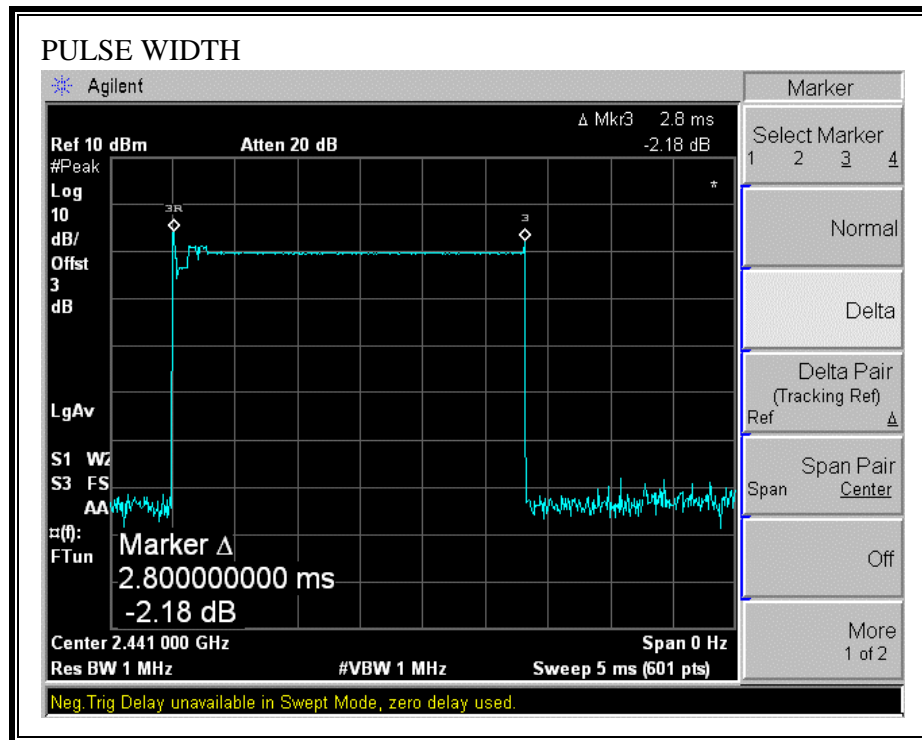 PULSE WIDTH
Agilent
Marker
Δ Mkr3 2.8 ms
Ref 10 dBm Atten 20 dB -2.18 dB
#Peak
Log
10
dB/
Offst
3
dB
LgAv
S1 W2
S3 FS
AA
¤(f):
FTun
3R
3
*
Marker Δ
2.800000000 ms
-2.18 dB
Center 2.441 000 GHz Span 0 Hz
Res BW 1 MHz #VBW 1 MHz Sweep 5 ms (601 pts)
Neg.Trig Delay unavailable in Swept Mode, zero delay used.
Select Marker
1 2 3 4
Normal
Delta
Delta Pair
(Tracking Ref)
Ref Δ
Span Pair
Span Center
Off
More
1 of 2